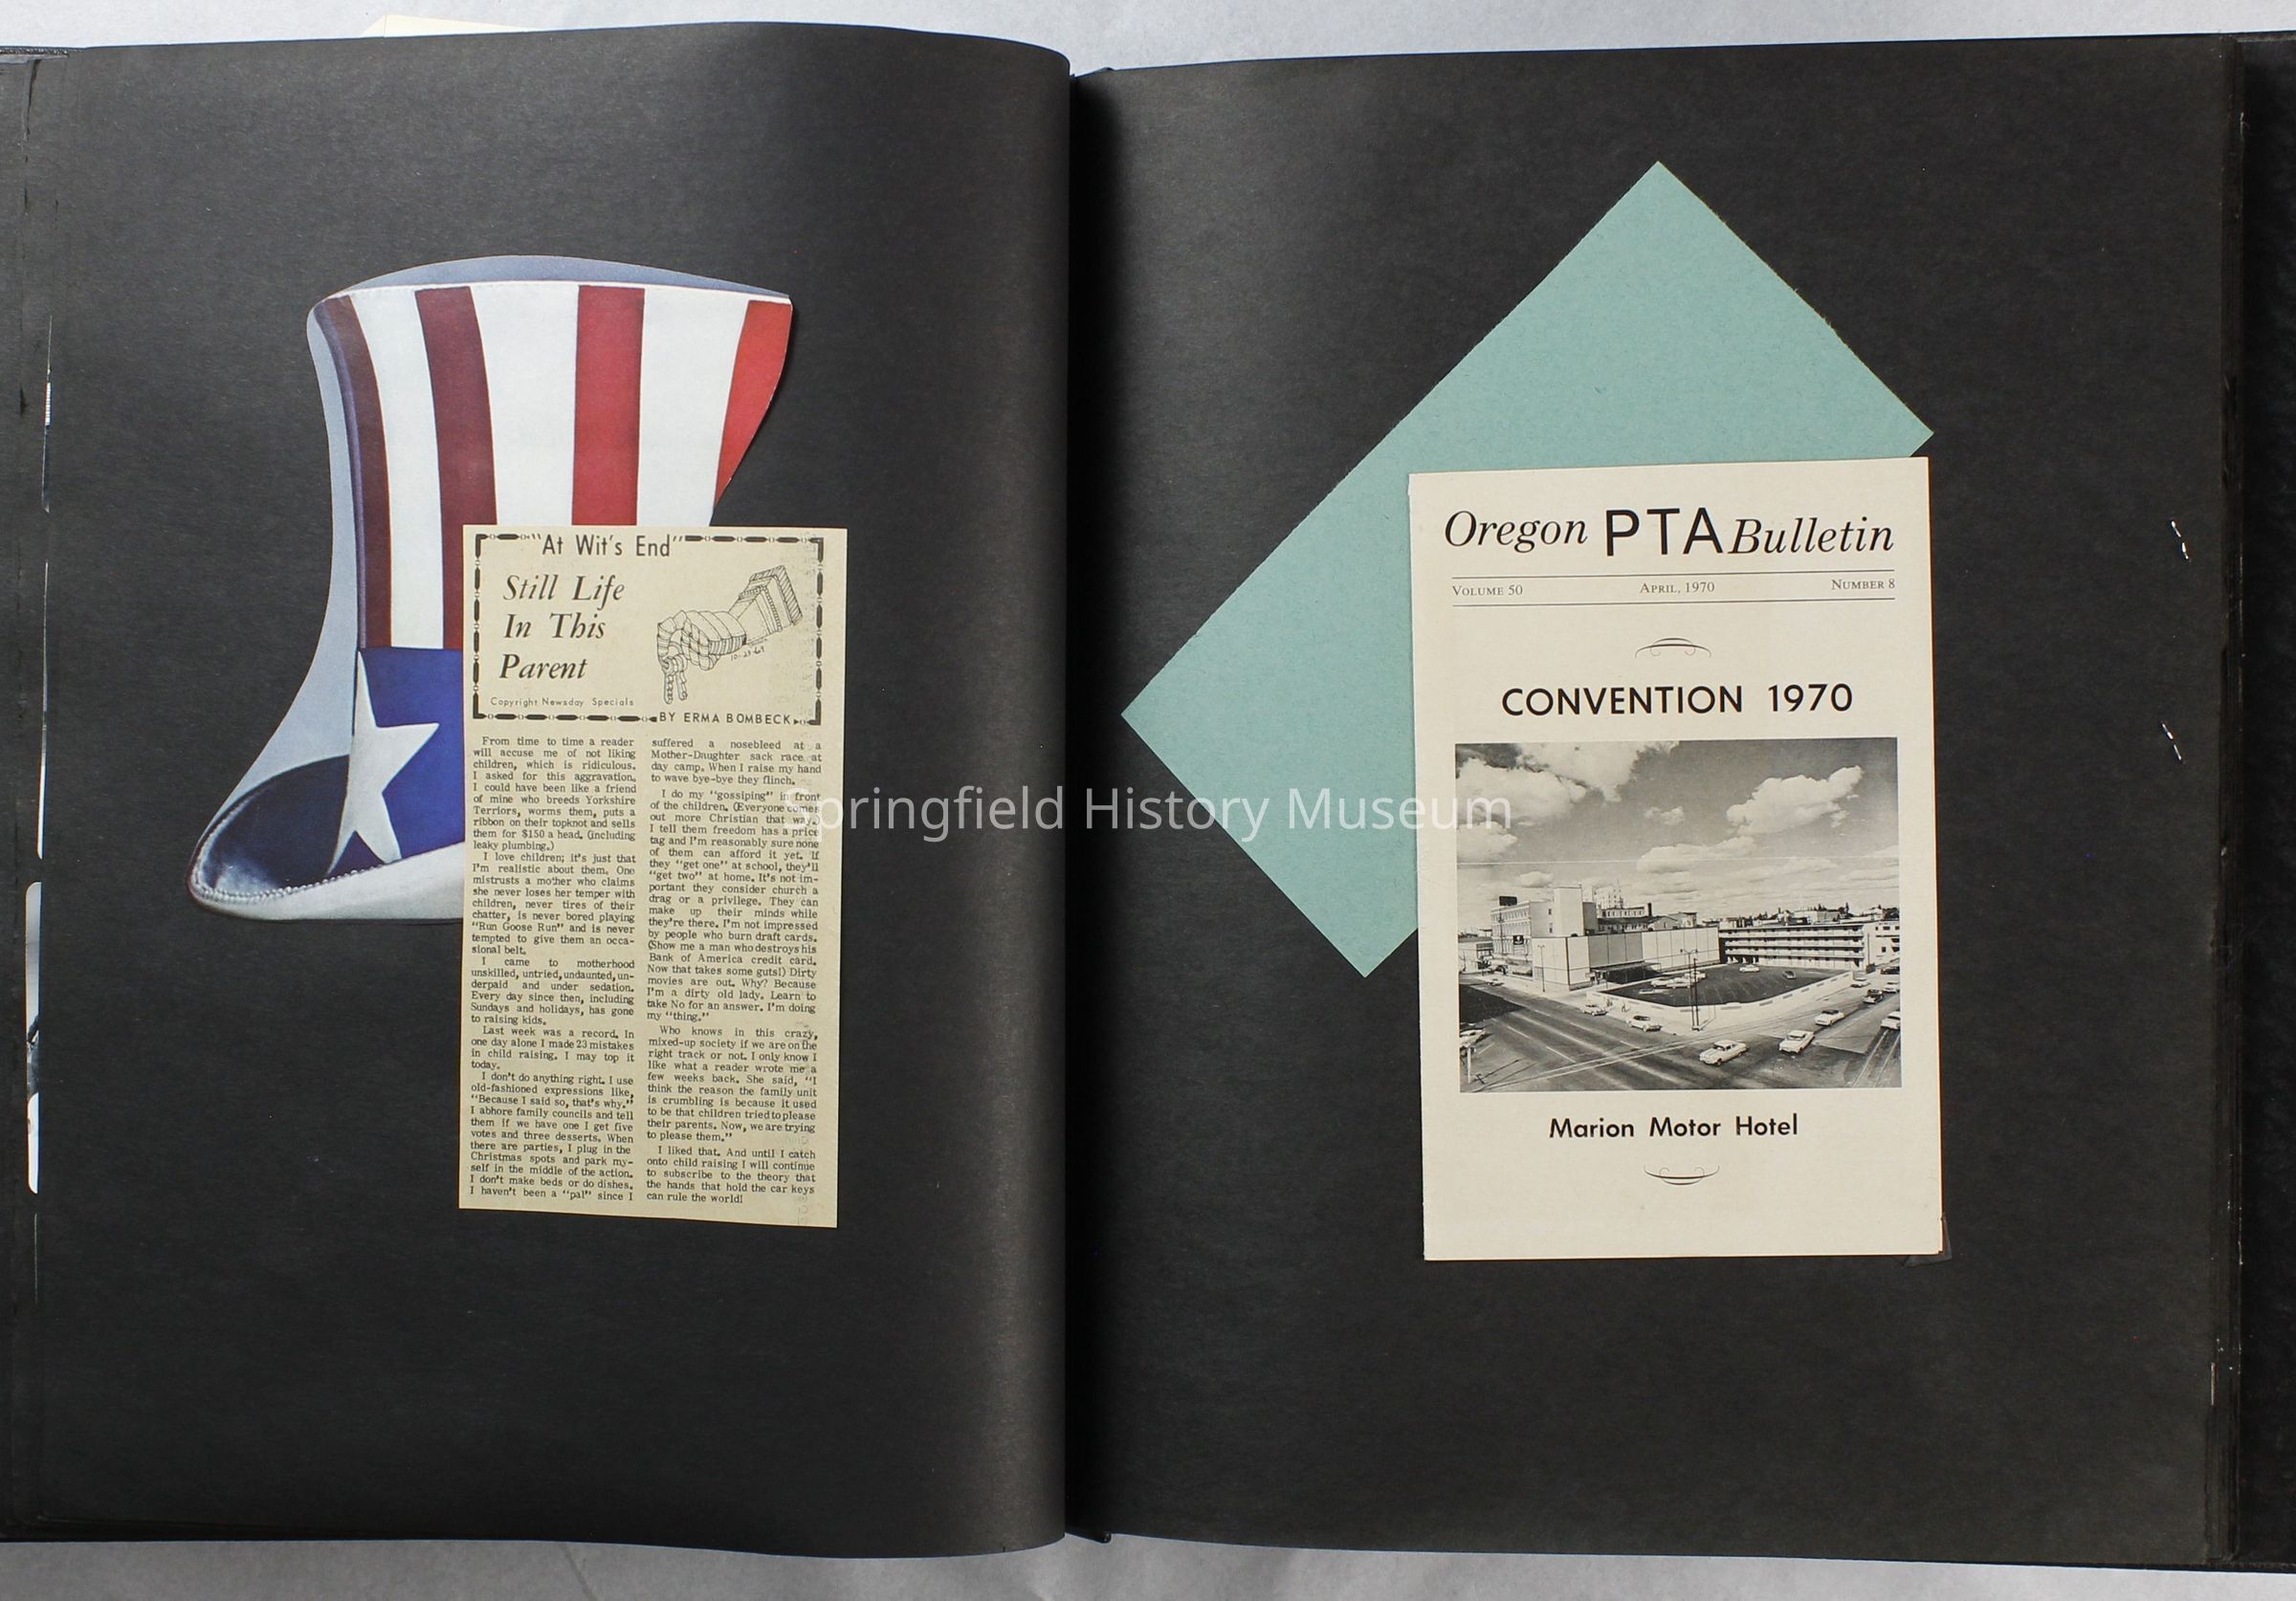 "At Wit's End"
Still Life
In This
Parent
10-23-69
Copyright Newsday Specials
BY ERMA BOMBECK
From time to time a reader
will accuse me of not liking
children, which is ridiculous.
I asked for this aggravation.
I could have been like a friend
of mine who breeds Yorkshire
Terriors, worms them, puts a
ribbon on their topknot and sells
them for $150 a head. (including
leaky plumbing.)
I love children; it's just that
I'm realistic about them. One
mistrusts a mother who claims
she never loses her temper with
children, never tires of their
chatter, is never bored playing
"Run Goose Run" and is never
tempted to give them an occa-
sional belt.
I came to motherhood
unskilled, untried, undaunted, un-
derpaid and under sedation.
Every day since then, including
Sundays and holidays, has gone
to raising kids.
Last week was a record. In
one day alone I made 23 mistakes
in child raising. I may top it
today.
I don't do anything right. I use
old-fashioned expressions like,
"Because I said so, that's why."
I abhore family councils and tell
them if we have one I get five
votes and three desserts. When
there are parties, I plug in the
Christmas spots and park my-
self in the middle of the action.
I don't make beds or do dishes.
I haven't been a "pal" since I
suffered a nosebleed at a
Mother-Daughter sack race at
day camp. When I raise my hand
to wave bye-bye they flinch.
I do my "gossiping" in front
of the children. (Everyone comes
out more Christian that way.)
I tell them freedom has a price
tag and I'm reasonably sure none
of them can afford it yet. If
they "get one" at school, they'll
"get two" at home. It's not im-
portant they consider church a
drag or a privilege. They can
make up their minds while
they're there. I'm not impressed
by people who burn draft cards.
(Show me a man who destroys his
Bank of America credit card.
Now that takes some guts!) Dirty
movies are out. Why? Because
I'm a dirty old lady. Learn to
take No for an answer. I'm doing
my "thing."
Who knows in this crazy,
mixed-up society if we are on the
right track or not. I only know I
like what a reader wrote me a
few weeks back. She said, "I
think the reason the family unit
is crumbling is because it used
to be that children tried to please
their parents. Now, we are trying
to please them."
I liked that. And until I catch
onto child raising I will continue
to subscribe to the theory that
the hands that hold the car keys
can rule the world!
Springfield History Museum
Oregon PTA Bulletin
VOLUME 50 APRIL, 1970 NUMBER 8
CONVENTION 1970
Marion Motor Hotel